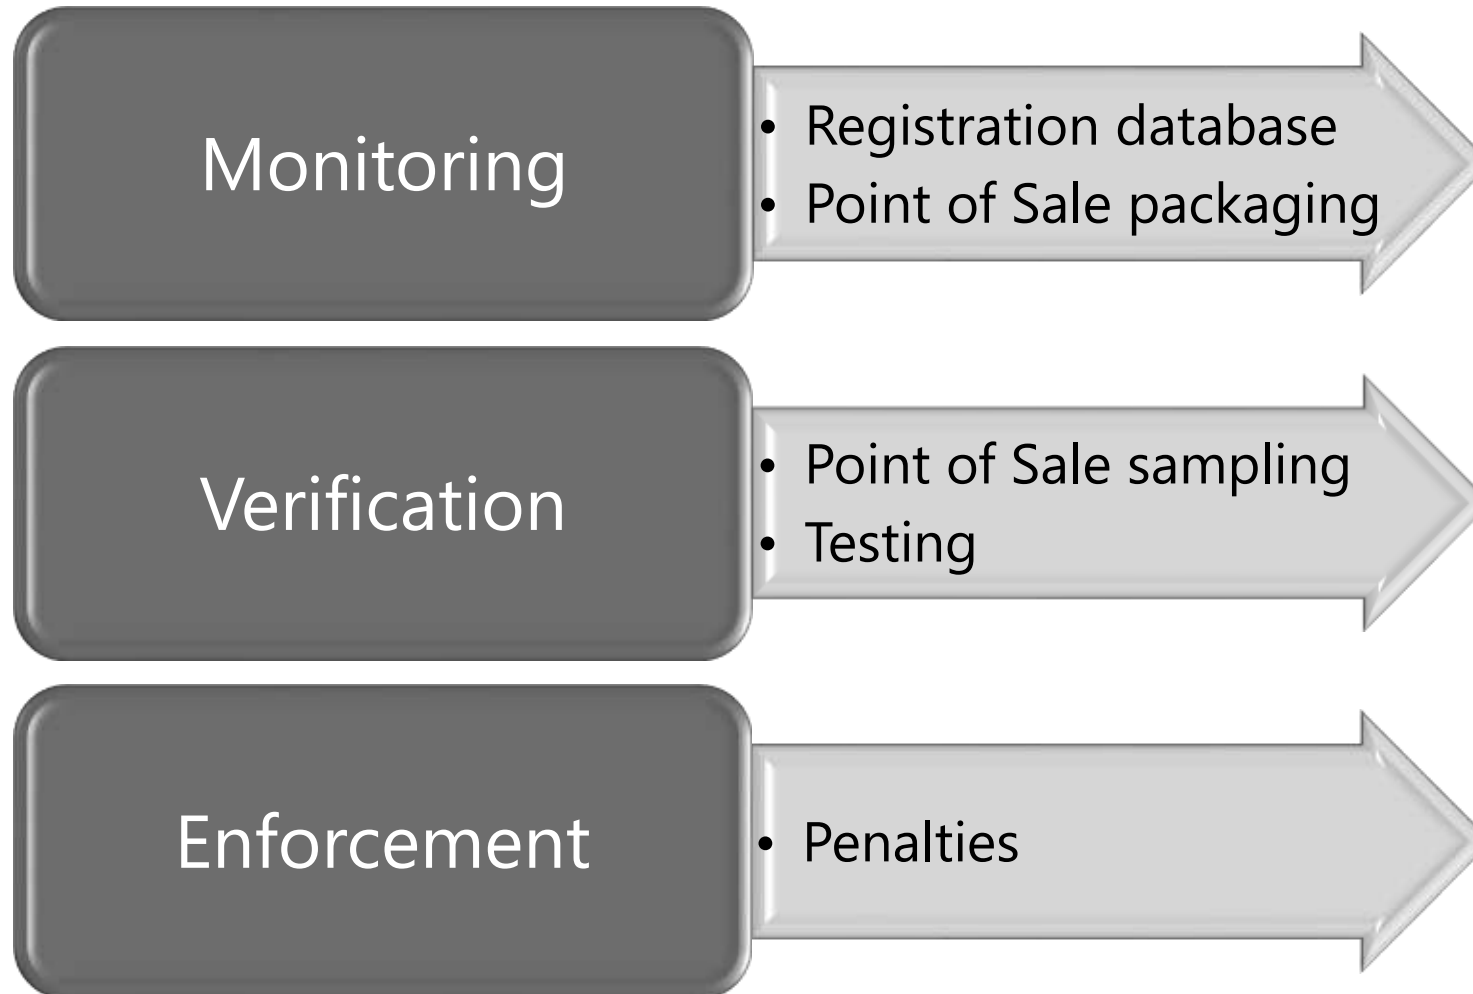 Monitoring
• Registration database
• Point of Sale packaging
Verification
• Point of Sale sampling
• Testing
Enforcement
• Penalties